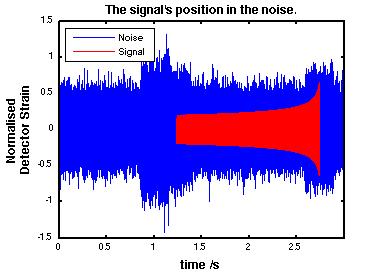 The signal's position in the noise.
1.5
1
0.5
0
-0.5
-1
-1.5
Normalised
Detector Strain
Noise
Signal
0
0.5
1
1.5
2
2.5
time /s